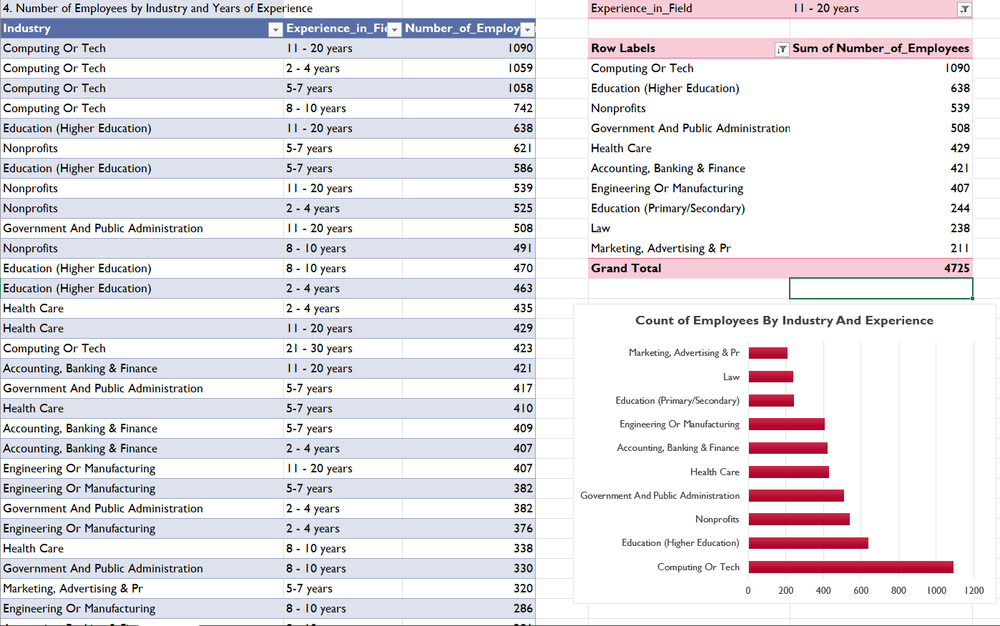 4. Number of Employees by Industry and Years of Experience
Industry Experience_in_Fie Number_of_Employ
Computing Or Tech 11 - 20 years 1090
Computing Or Tech 2 - 4 years 1059
Computing Or Tech 5-7 years 1058
Computing Or Tech 8 - 10 years 742
Education (Higher Education) 11 - 20 years 638
Nonprofits 5-7 years 621
Education (Higher Education) 5-7 years 586
Nonprofits 11 - 20 years 539
Nonprofits 2 - 4 years 525
Government And Public Administration 11 - 20 years 508
Nonprofits 8 - 10 years 491
Education (Higher Education) 8 - 10 years 470
Education (Higher Education) 2 - 4 years 463
Health Care 2 - 4 years 435
Health Care 11 - 20 years 429
Computing Or Tech 21 - 30 years 423
Accounting, Banking & Finance 11 - 20 years 421
Government And Public Administration 5-7 years 417
Health Care 5-7 years 410
Accounting, Banking & Finance 5-7 years 409
Accounting, Banking & Finance 2 - 4 years 407
Engineering Or Manufacturing 11 - 20 years 407
Engineering Or Manufacturing 5-7 years 382
Government And Public Administration 2 - 4 years 382
Engineering Or Manufacturing 2 - 4 years 376
Health Care 8 - 10 years 338
Government And Public Administration 8 - 10 years 330
Marketing, Advertising & Pr 5-7 years 320
Engineering Or Manufacturing 8 - 10 years 286
Experience_in_Field 11 - 20 years
Row Labels Sum of Number_of_Employees
Computing Or Tech 1090
Education (Higher Education) 638
Nonprofits 539
Government And Public Administration 508
Health Care 429
Accounting, Banking & Finance 421
Engineering Or Manufacturing 407
Education (Primary/Secondary) 244
Law 238
Marketing, Advertising & Pr 211
Grand Total 4725
Count of Employees By Industry And Experience
Marketing, Advertising & Pr
Law
Education (Primary/Secondary)
Engineering Or Manufacturing
Accounting, Banking & Finance
Health Care
Government And Public Administration
Nonprofits
Education (Higher Education)
Computing Or Tech
0 200 400 600 800 1000 1200